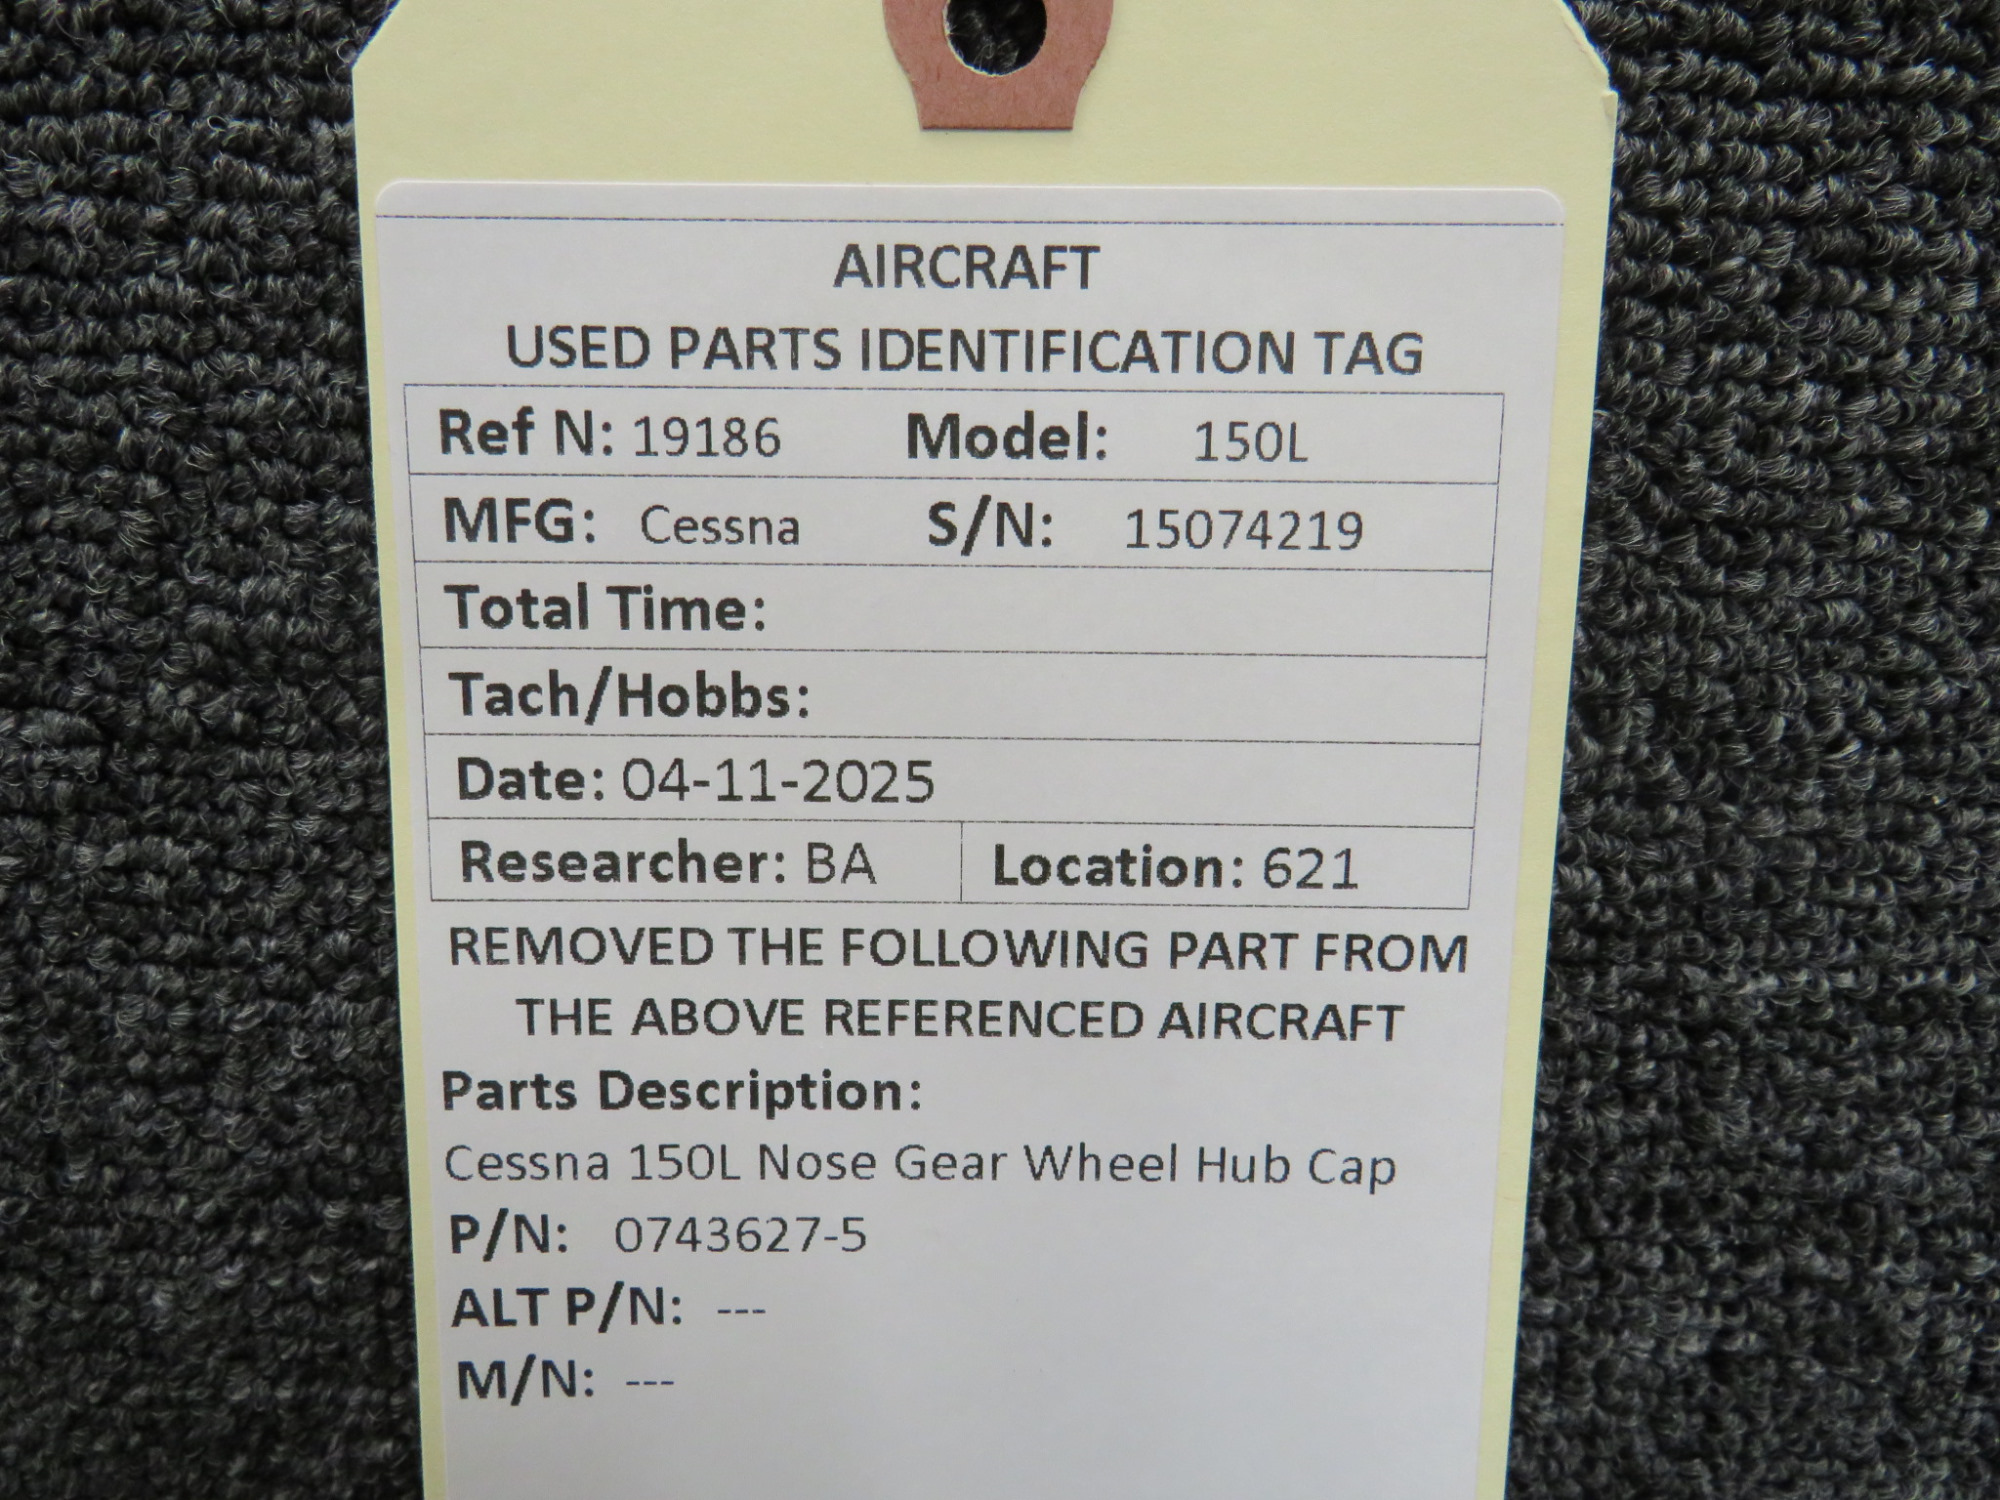 AIRCRAFT
USED PARTS IDENTIFICATION TAG
Ref N: 19186 Model: 150L
MFG: Cessna S/N: 15074219
Total Time:
Tach/Hobbs:
Date: 04-11-2025
Researcher: BA Location: 621
REMOVED THE FOLLOWING PART FROM
THE ABOVE REFERENCED AIRCRAFT
Parts Description:
Cessna 150L Nose Gear Wheel Hub Cap
P/N: 0743627-5
ALT P/N: ---
M/N: ---